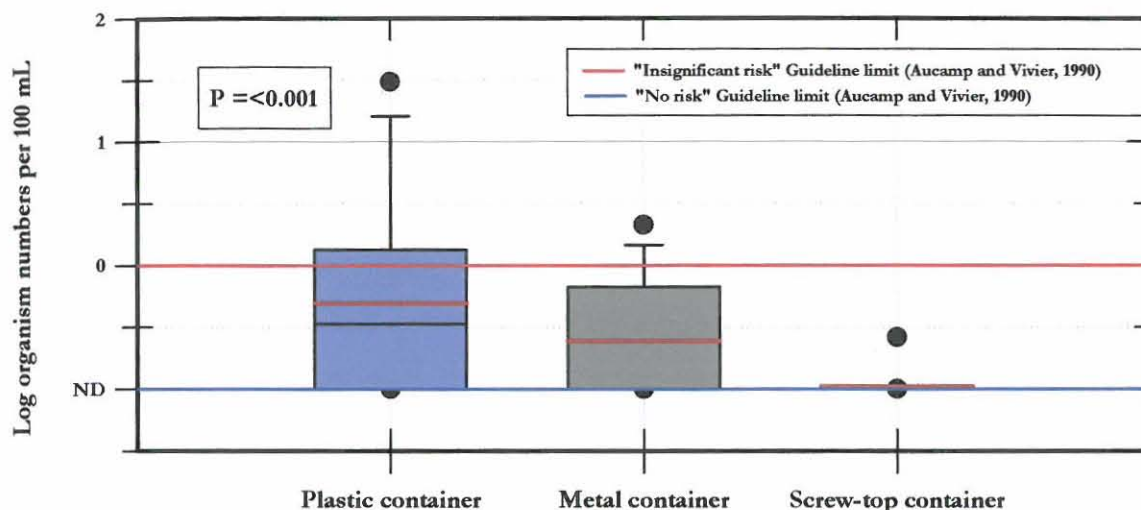 Log organism numbers per 100 mL
2
1
0
ND
P =<0.001
"Insignificant risk" Guideline limit (Aucamp and Vivier, 1990)
"No risk" Guideline limit (Aucamp and Vivier, 1990)
Plastic container
Metal container
Screw-top container